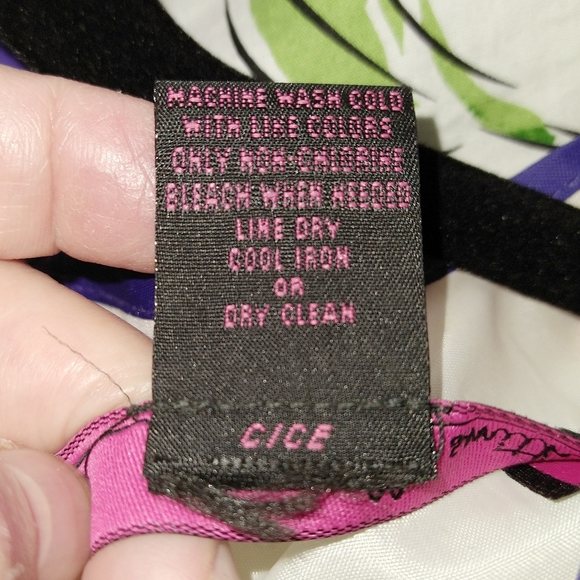 MACHINE WASH COLD
WITH LIKE COLORS
ONLY NON-CHLORINE
BLEACH WHEN NEEDED
LINE DRY
COOL IRON
OR
DRY CLEAN
C/CE